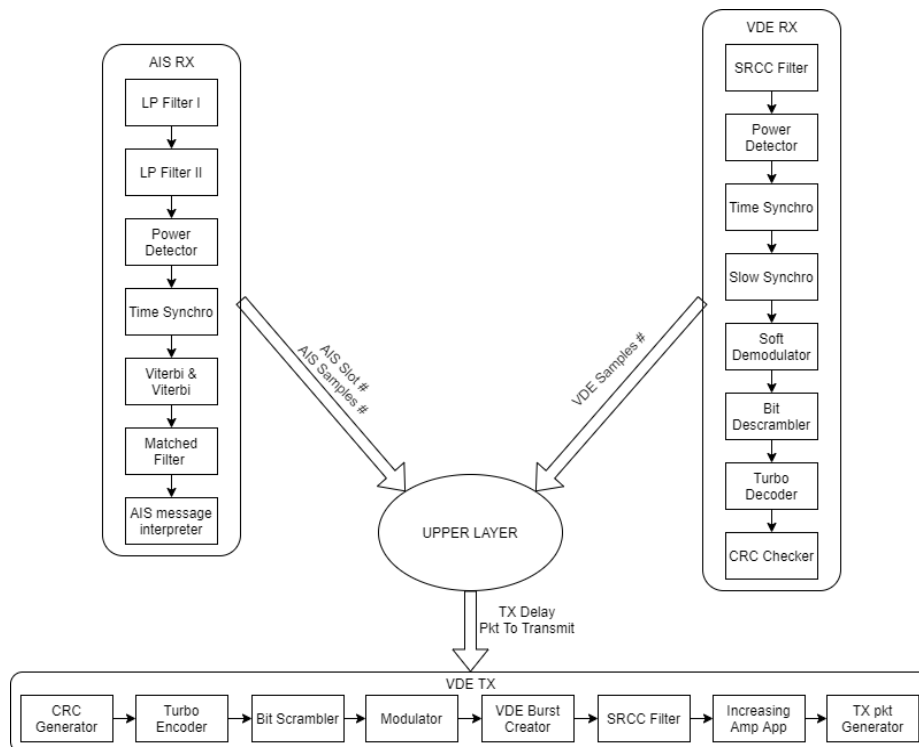 AIS RX
LP Filter I
LP Filter II
Power
Detector
Time Synchro
Viterbi &
Viterbi
Matched
Filter
AIS message
interpreter
AIS Slot #
AIS Samples #
VDE RX
SRCC Filter
Power
Detector
Time Synchro
Slow Synchro
Soft
Demodulator
Bit
Descrambler
Turbo
Decoder
CRC Checker
VDE Samples #
UPPER LAYER
TX Delay
Pkt To Transmit
VDE TX
CRC
Generator
Turbo
Encoder
Bit Scrambler
Modulator
VDE Burst
Creator
SRCC Filter
Increasing
Amp App
TX pkt
Generator